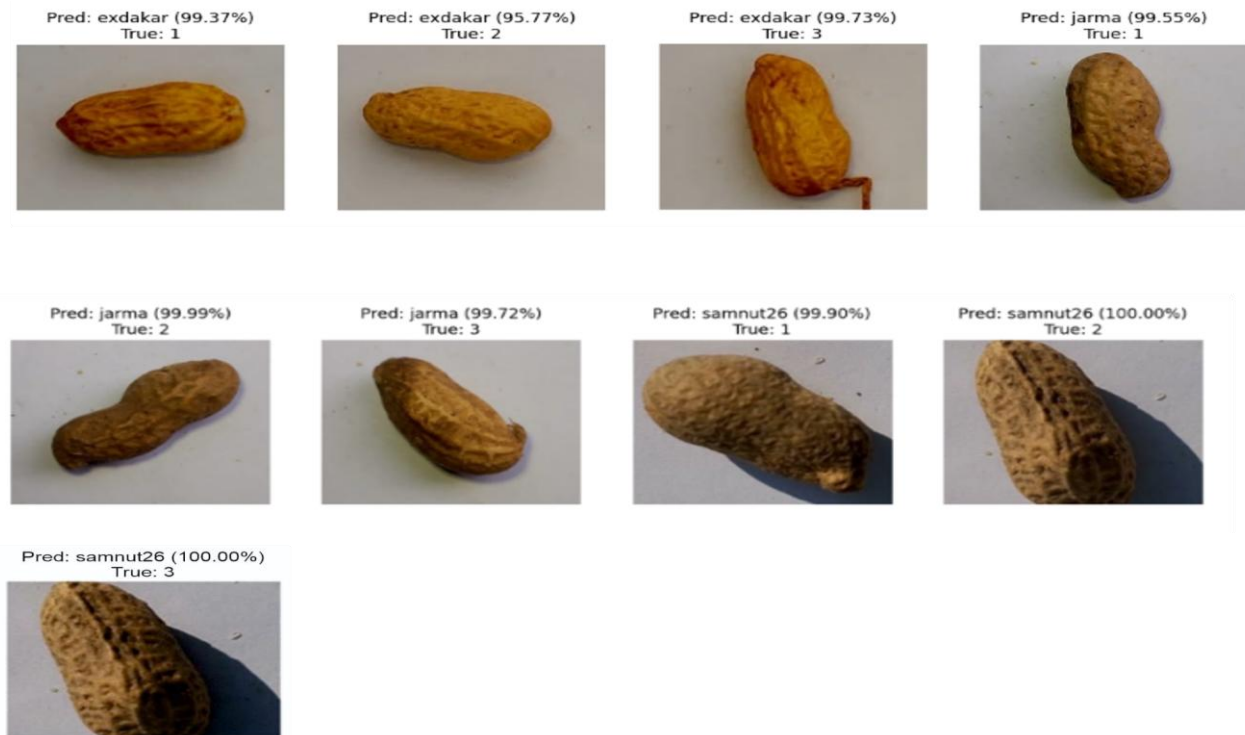 Pred: exdakar (99.37%)
True: 1
Pred: exdakar (95.77%)
True: 2
Pred: exdakar (99.73%)
True: 3
Pred: jarma (99.55%)
True: 1
Pred: jarma (99.99%)
True: 2
Pred: jarma (99.72%)
True: 3
Pred: samnut26 (99.90%)
True: 1
Pred: samnut26 (100.00%)
True: 2
Pred: samnut26 (100.00%)
True: 3